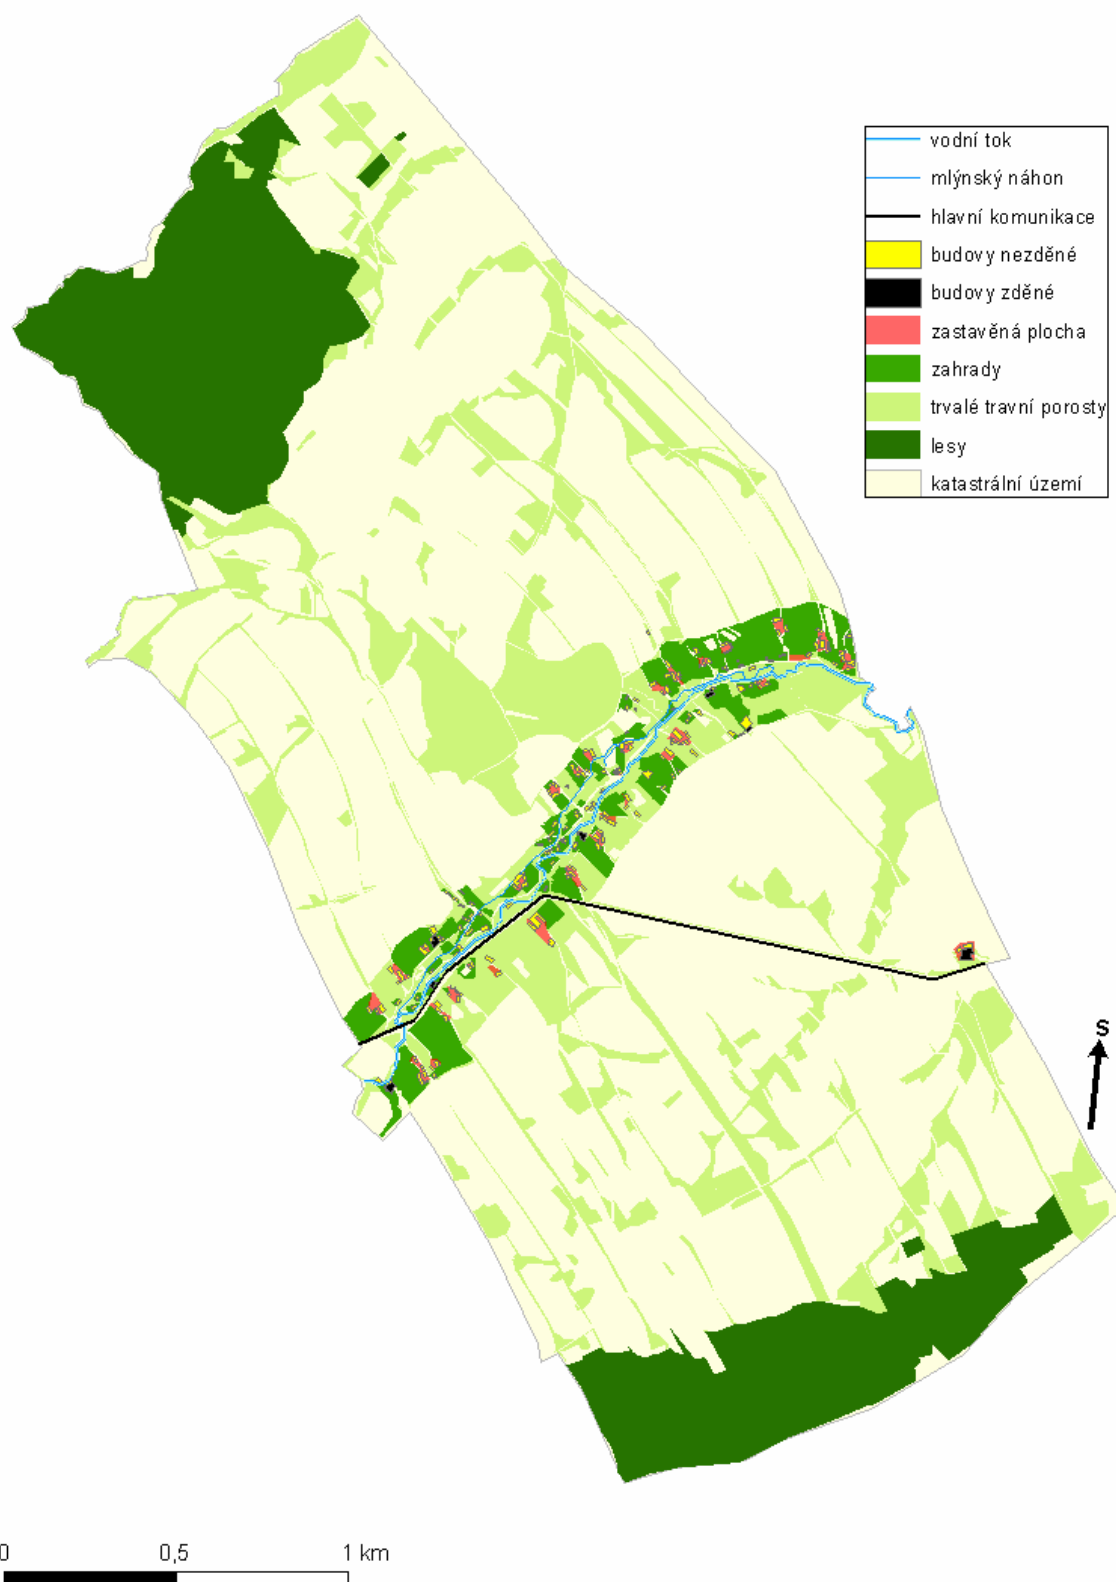 vodní tok
mlýnský náhon
hlavní komunikace
budovy nezděné
budovy zděné
zastavěná plocha
zahrady
trvalé travní porosty
lesy
katastrální území
S
0 0,5 1 km